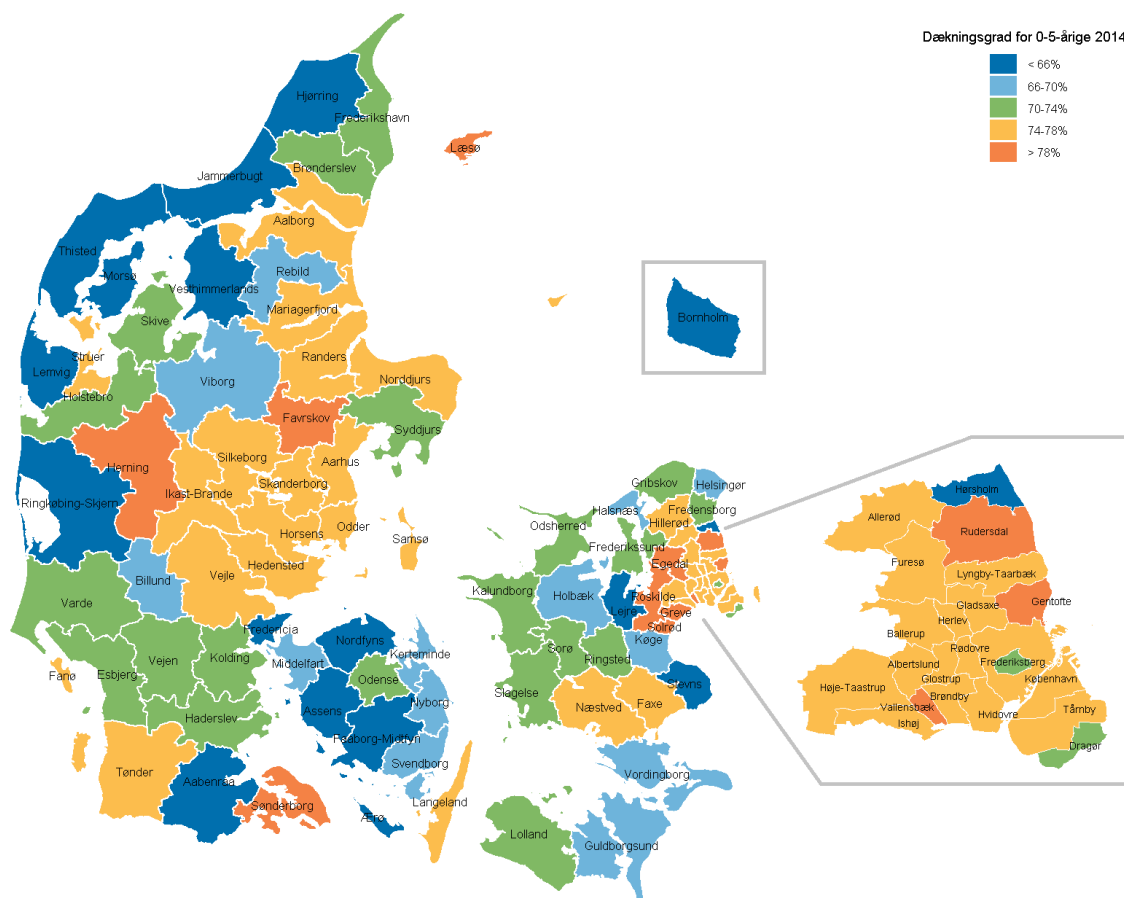 Dækningsgrad for 0-5-årige 2014
< 66%
66-70%
70-74%
74-78%
> 78%
Hjørring
Frederikshavn
Læsø
Brønderslev
Jammerbugt
Aalborg
Thisted
Morsø
Vesthimmerlands
Rebild
Mariagerfjord
Skive
Bornholm
Struer
Randers
Lemvig
Viborg
Norddjurs
Holstebro
Favrskov
Syddjurs
Silkeborg
Aarhus
Herning
Skanderborg
Ikast-Brande
Ringkøbing-Skjern
Odder
Horsens
Samsø
Hedensted
Billund
Vejle
Varde
Fredericia
Nordfyns
Kerteminde
Middelfart
Vejen
Kolding
Esbjerg
Fanø
Odense
Nyborg
Haderslev
Assens
Faaborg-Midtfyn
Svendborg
Tønder
Aabenraa
Sønderborg
Langeland
Ærø
Gribskov
Helsingør
Halsnæs
Fredensborg
Hillerød
Odsherred
Frederikssund
Egedal
Kalundborg
Holbæk
Lejre
Roskilde
Greve
Solrød
Køge
Sorø
Ringsted
Slagelse
Stevns
Næstved
Faxe
Vordingborg
Lolland
Guldborgsund
Hørsholm
Allerød
Rudersdal
Furesø
Lyngby-Taarbæk
Gentofte
Gladsaxe
Herlev
Ballerup
Rødovre
Frederiksberg
Albertslund
Glostrup
København
Høje-Taastrup
Brøndby
Vallensbæk
Tårnby
Hvidovre
Ishøj
Dragør